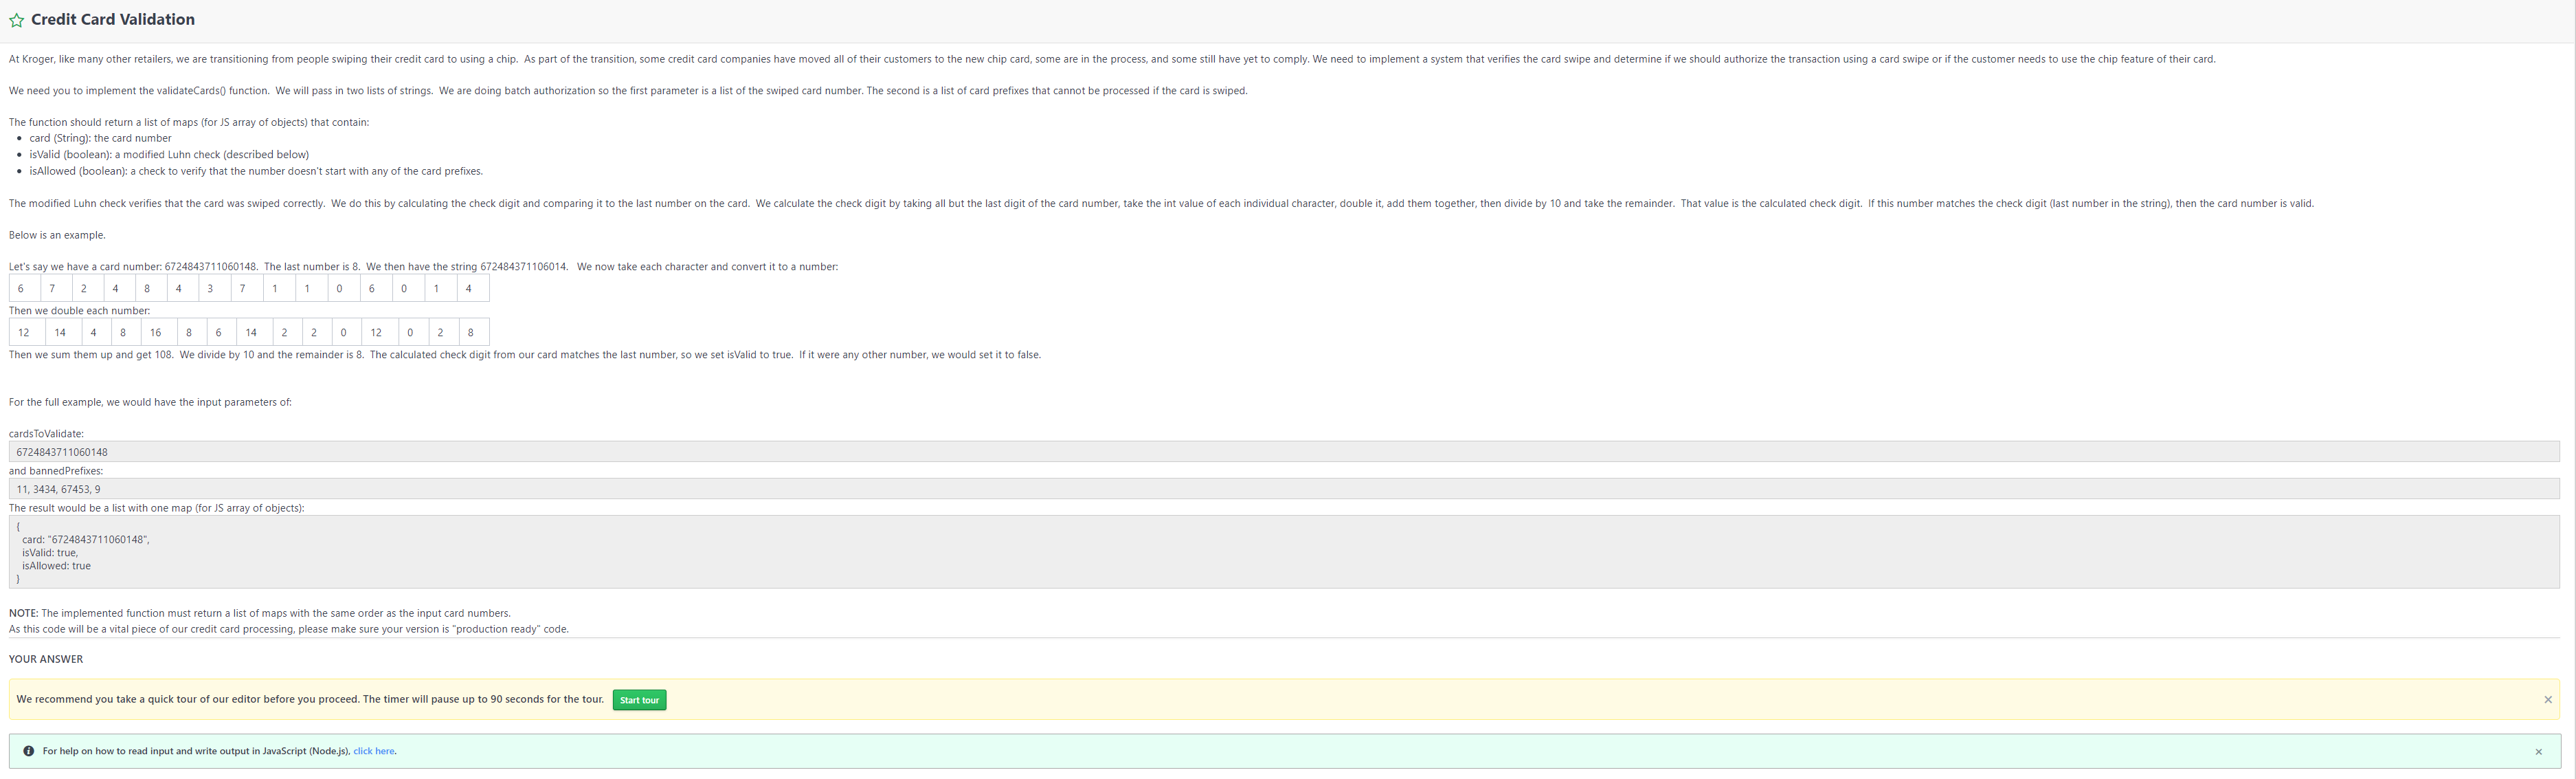 Credit Card Validation
At Kroger, like many other retailers, we are transitioning from people swiping their credit card to using a chip.  As part of the transition, some credit card companies have moved all of their customers to the new chip card, some are in the process, and some still have yet to comply. We need to implement a system that verifies the card swipe and determine if we should authorize the transaction using a card swipe or if the customer needs to use the chip feature of their card.
We need you to implement the validateCards() function.  We will pass in two lists of strings.  We are doing batch authorization so the first parameter is a list of the swiped card number. The second is a list of card prefixes that cannot be processed if the card is swiped.
The function should return a list of maps (for JS array of objects) that contain:
• card (String): the card number
• isValid (boolean): a modified Luhn check (described below)
• isAllowed (boolean): a check to verify that the number doesn't start with any of the card prefixes.
The modified Luhn check verifies that the card was swiped correctly.  We do this by calculating the check digit and comparing it to the last number on the card.  We calculate the check digit by taking all but the last digit of the card number, take the int value of each individual character, double it, add them together, then divide by 10 and take the remainder.  That value is the calculated check digit.  If this number matches the check digit (last number in the string), then the card number is valid.
Below is an example.
Let's say we have a card number: 6724843711060148.  The last number is 8.  We then have the string 672484371106014.   We now take each character and convert it to a number:
6 7 2 4 8 4 3 7 1 1 0 6 0 1 4
Then we double each number:
12 14 4 8 16 8 6 14 2 2 0 12 0 2 8
Then we sum them up and get 108.  We divide by 10 and the remainder is 8.  The calculated check digit from our card matches the last number, so we set isValid to true.  If it were any other number, we would set it to false.
For the full example, we would have the input parameters of:
cardsToValidate:
6724843711060148
and bannedPrefixes:
11, 3434, 67453, 9
The result would be a list with one map (for JS array of objects):
{
card: "6724843711060148",
isValid: true,
isAllowed: true
}
NOTE: The implemented function must return a list of maps with the same order as the input card numbers.
As this code will be a vital piece of our credit card processing, please make sure your version is "production ready" code.
YOUR ANSWER
We recommend you take a quick tour of our editor before you proceed. The timer will pause up to 90 seconds for the tour. Start tour
For help on how to read input and write output in JavaScript (Node.js), click here.